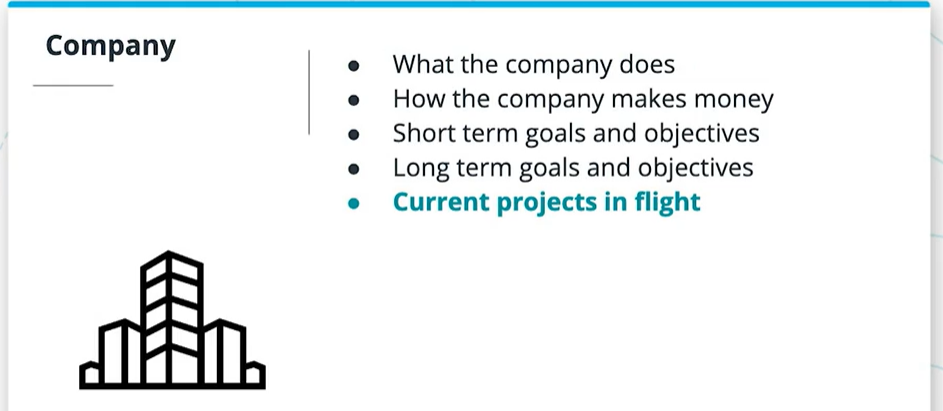 Company
What the company does
How the company makes money
Short term goals and objectives
Long term goals and objectives
Current projects in flight